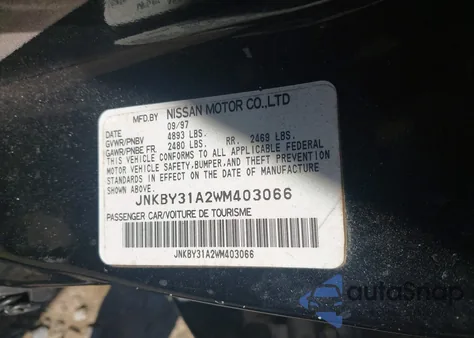 MFD.BY NISSAN MOTOR CO.,LTD
DATE 09/97
GVWR/PNBV 4893 LBS.
GAWR/PNBE FR. 2480 LBS. RR. 2469 LBS.
THIS VEHICLE CONFORMS TO ALL APPLICABLE FEDERAL
MOTOR VEHICLE SAFETY, BUMPER, AND THEFT PREVENTION
STANDARDS IN EFFECT ON THE DATE OF MANUFACTURE
SHOWN ABOVE.
JNKBY31A2WM403066
PASSENGER CAR/VOITURE DE TOURISME
JNKBY31A2WM403066
autoSnap